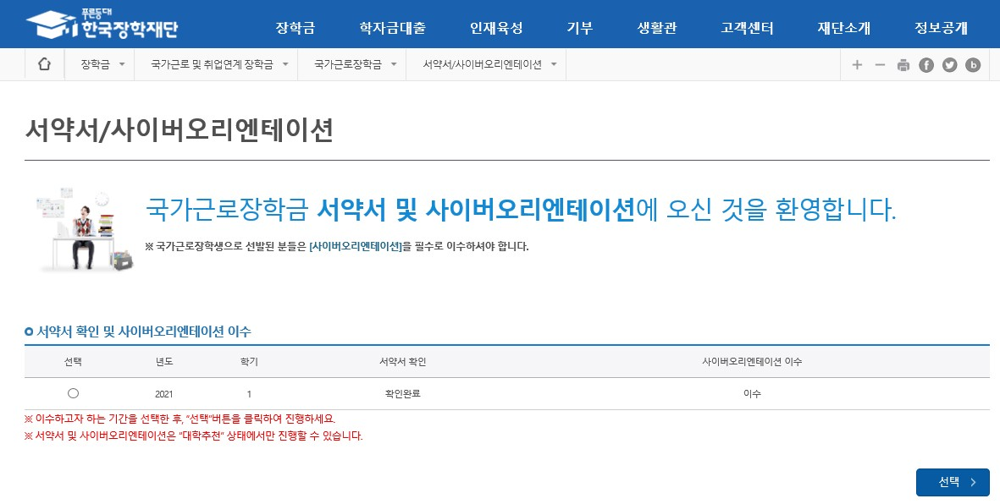 푸른등대
한국장학재단
장학금 학자금대출 인재육성 기부 생활관 고객센터 재단소개 정보공개
장학금 국가근로 및 취업연계 장학금 국가근로장학금 서약서/사이버오리엔테이션
서약서/사이버오리엔테이션
국가근로장학금 서약서 및 사이버오리엔테이션에 오신 것을 환영합니다.
※ 국가근로장학생으로 선발된 분들은 [사이버오리엔테이션]을 필수로 이수하셔야 합니다.
서약서 확인 및 사이버오리엔테이션 이수
선택 년도 학기 서약서 확인 사이버오리엔테이션 이수
2021 1 확인완료 이수
※ 이수하고자 하는 기간을 선택한 후, "선택"버튼을 클릭하여 진행하세요.
※ 서약서 및 사이버오리엔테이션은 "대학추천" 상태에서만 진행할 수 있습니다.
선택 >